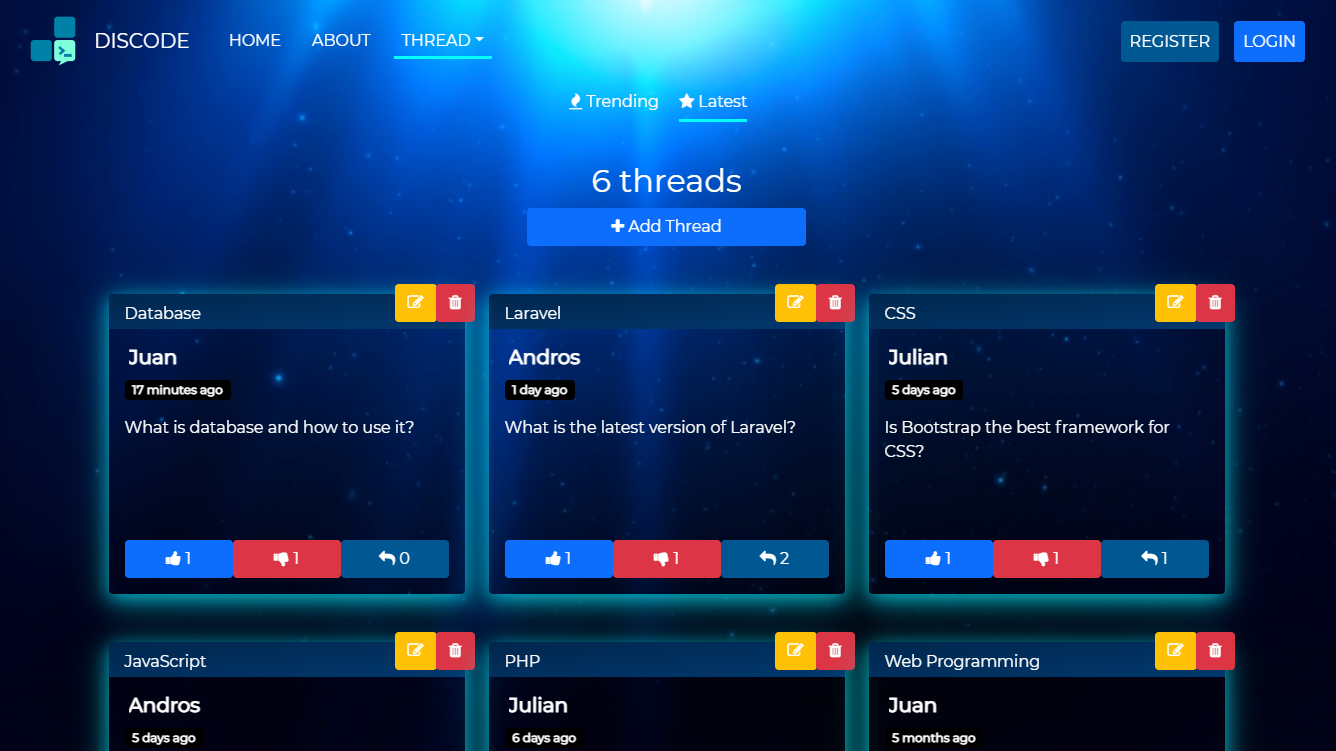 DISCODE HOME ABOUT THREAD REGISTER LOGIN
Trending Latest
6 threads
Add Thread
Database
Juan
17 minutes ago
What is database and how to use it?
1 1 0
Laravel
Andros
1 day ago
What is the latest version of Laravel?
1 1 2
CSS
Julian
5 days ago
Is Bootstrap the best framework for
CSS?
1 1 1
JavaScript
Andros
5 days ago
PHP
Julian
6 days ago
Web Programming
Juan
5 months ago